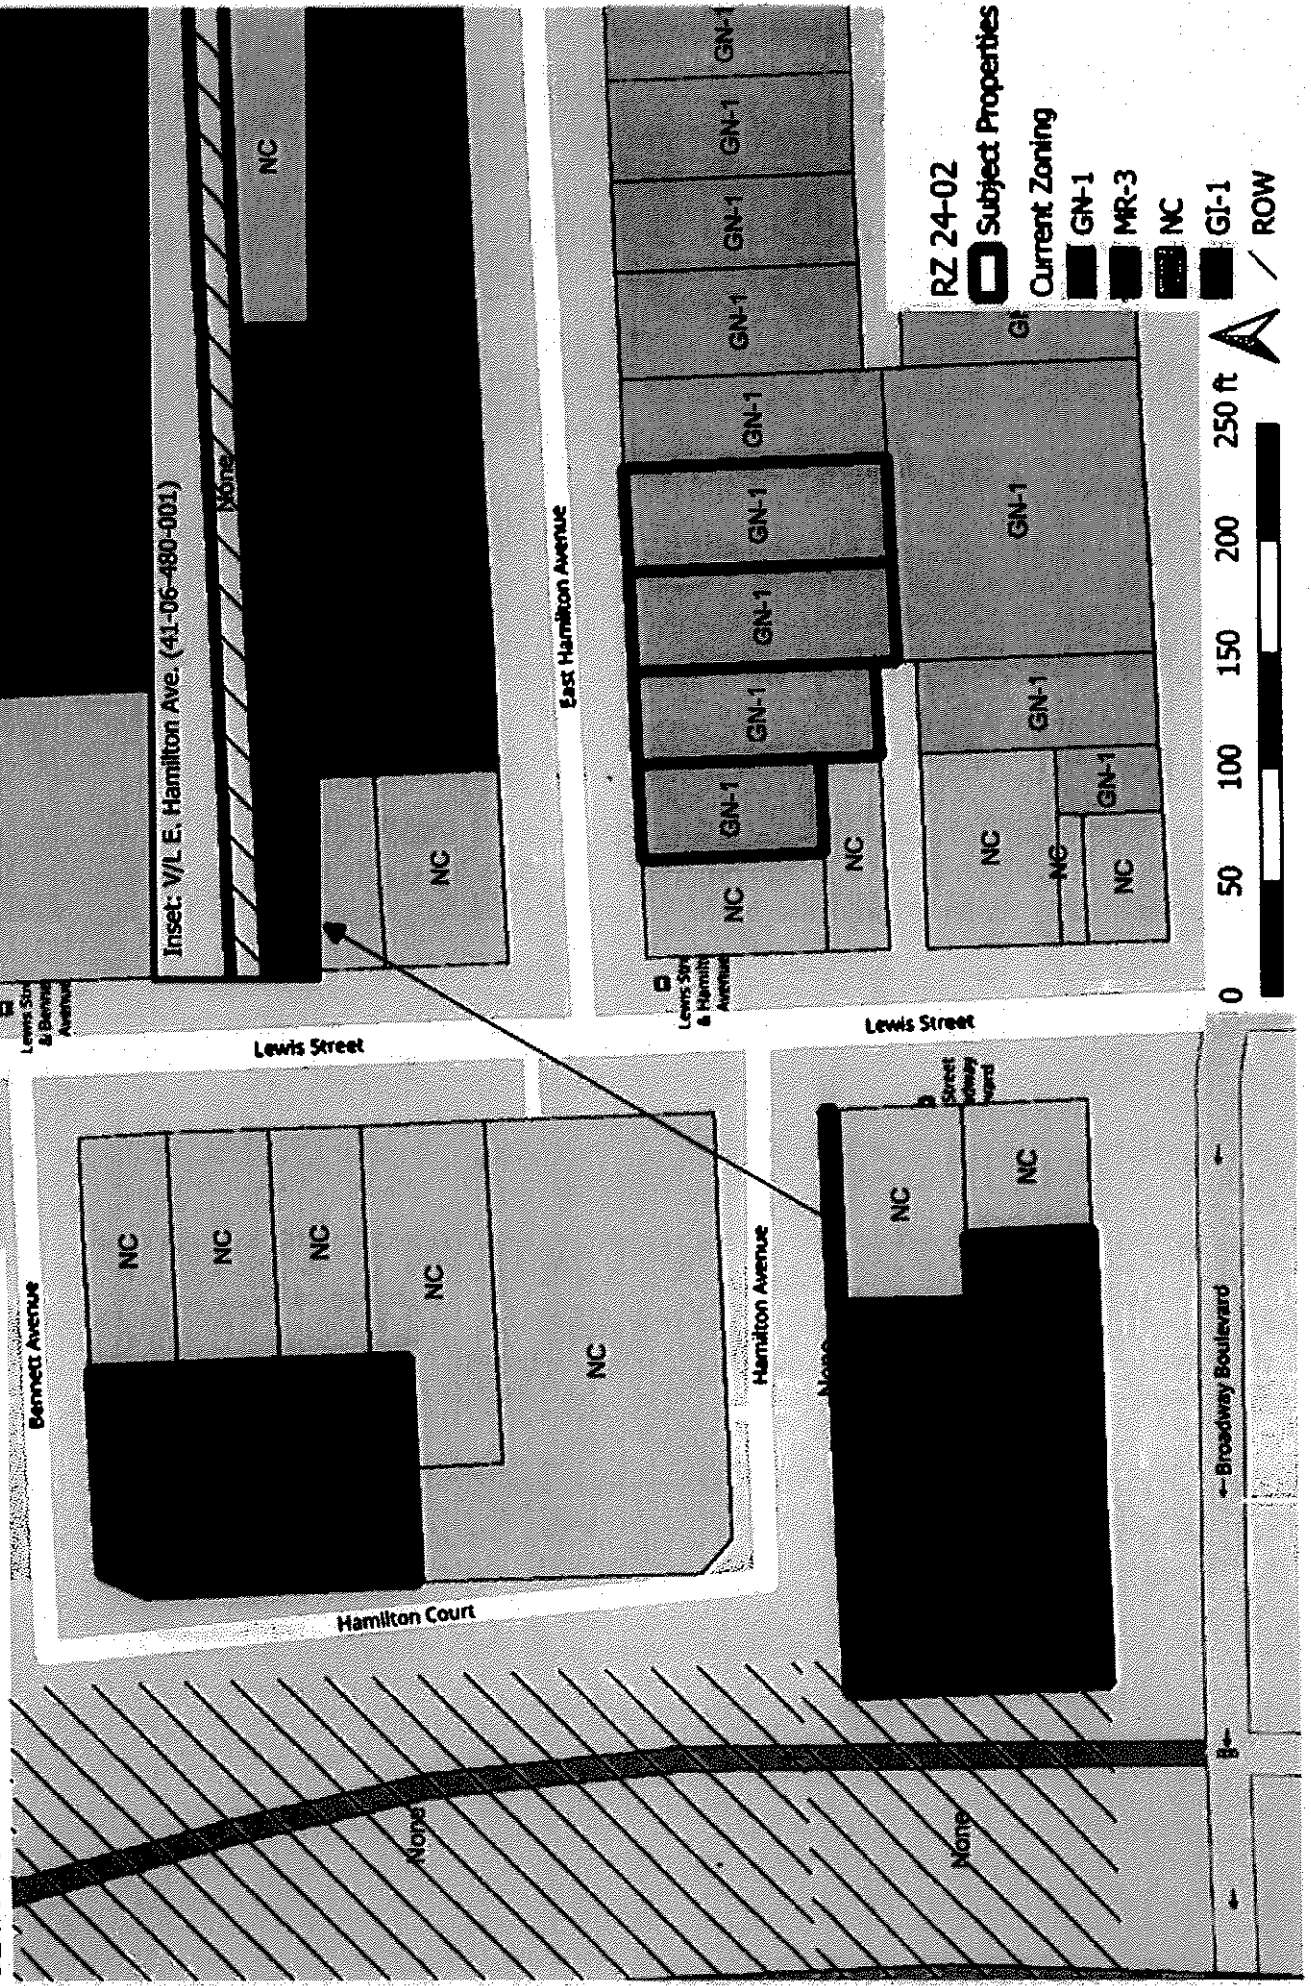 Inset: V/L E. Hamilton Ave. (41-06-480-001)
None
NC
NC
Lewis Street
Bennett Avenue
NC
NC
NC
NC
NC
Hamilton Court
Hamilton Avenue
East Hamilton Avenue
None
GN-1
GN-1
GN-1
GN-1
GN-1
GN-1
GN-1
GN-1
GN-1
NC
NC
Lewis Street
NC
NC
NC
GN-1
GN-1
GN-1
NC
NC
None
None
←Broadway Boulevard
RZ 24-02
Subject Properties
Current Zoning
GN-1
MR-3
NC
GI-1
ROW
0 50 100 150 200 250 ft